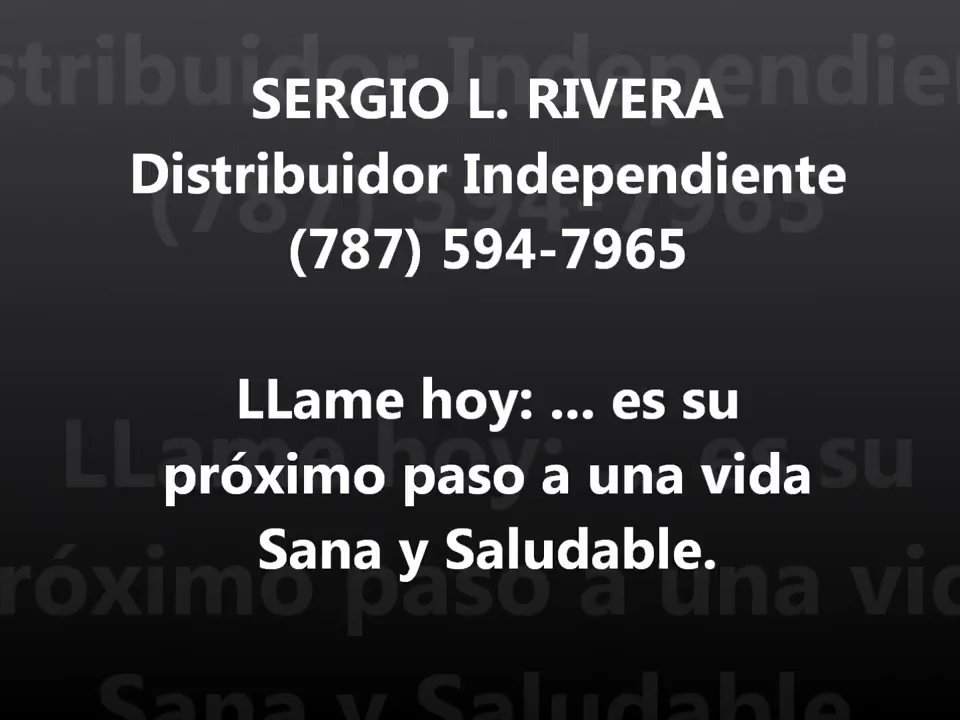 SERGIO L. RIVERA
Distribuidor Independiente
(787) 594-7965
LLame hoy: ... es su
próximo paso a una vida
Sana y Saludable.